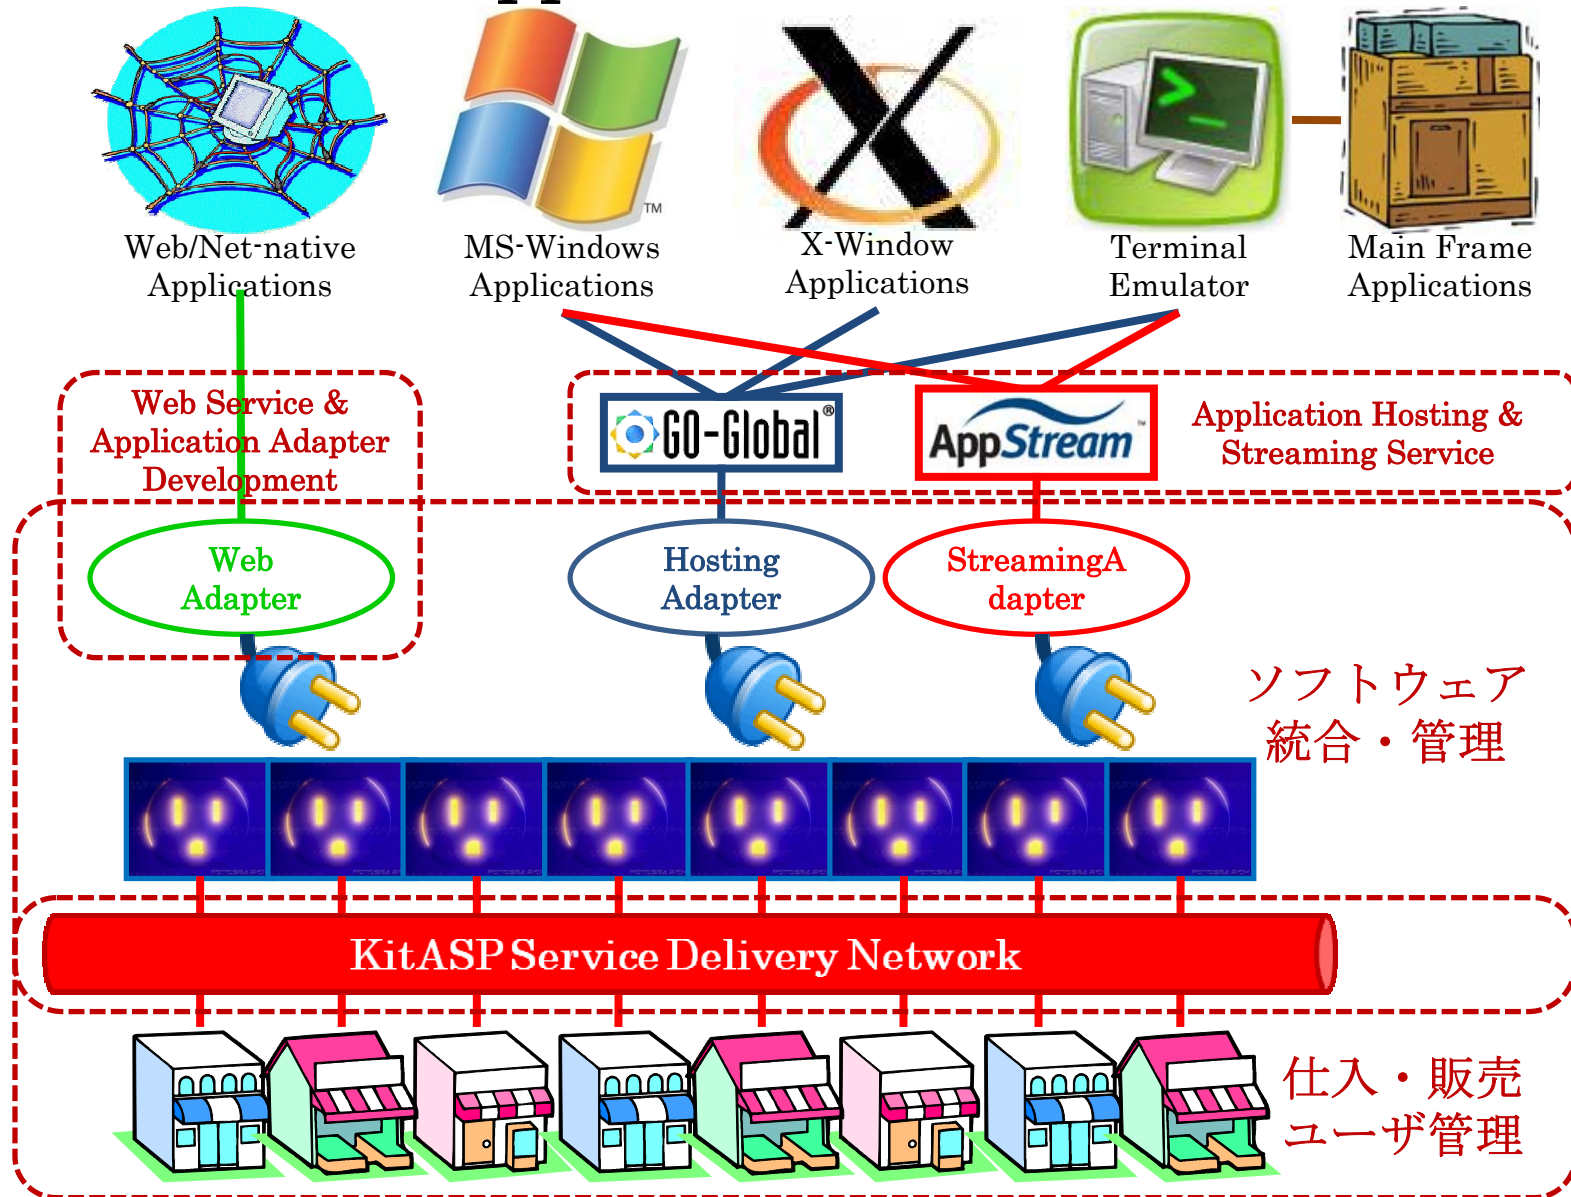 Web/Net-native
Applications
MS-Windows
Applications
X-Window
Applications
Terminal
Emulator
Main Frame
Applications
TM
Web Service &
Application Adapter
Development
GO-Global®
AppStream™
Application Hosting &
Streaming Service
Web
Adapter
Hosting
Adapter
StreamingA
dapter
ソフトウェア
統合・管理
KitASP Service Delivery Network
仕入・販売
ユーザ管理